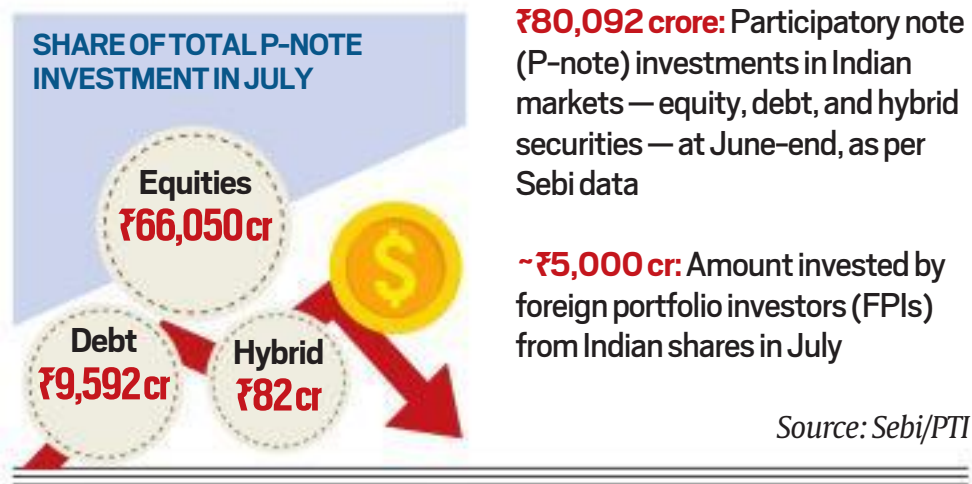 SHARE OF TOTAL P-NOTE
INVESTMENT IN JULY
Equities
₹66,050 cr
Debt
₹9,592 cr
Hybrid
₹82 cr
$
₹80,092 crore: Participatory note
(P-note) investments in Indian
markets — equity, debt, and hybrid
securities — at June-end, as per
Sebi data
~₹5,000 cr: Amount invested by
foreign portfolio investors (FPIs)
from Indian shares in July
Source: Sebi/PTI